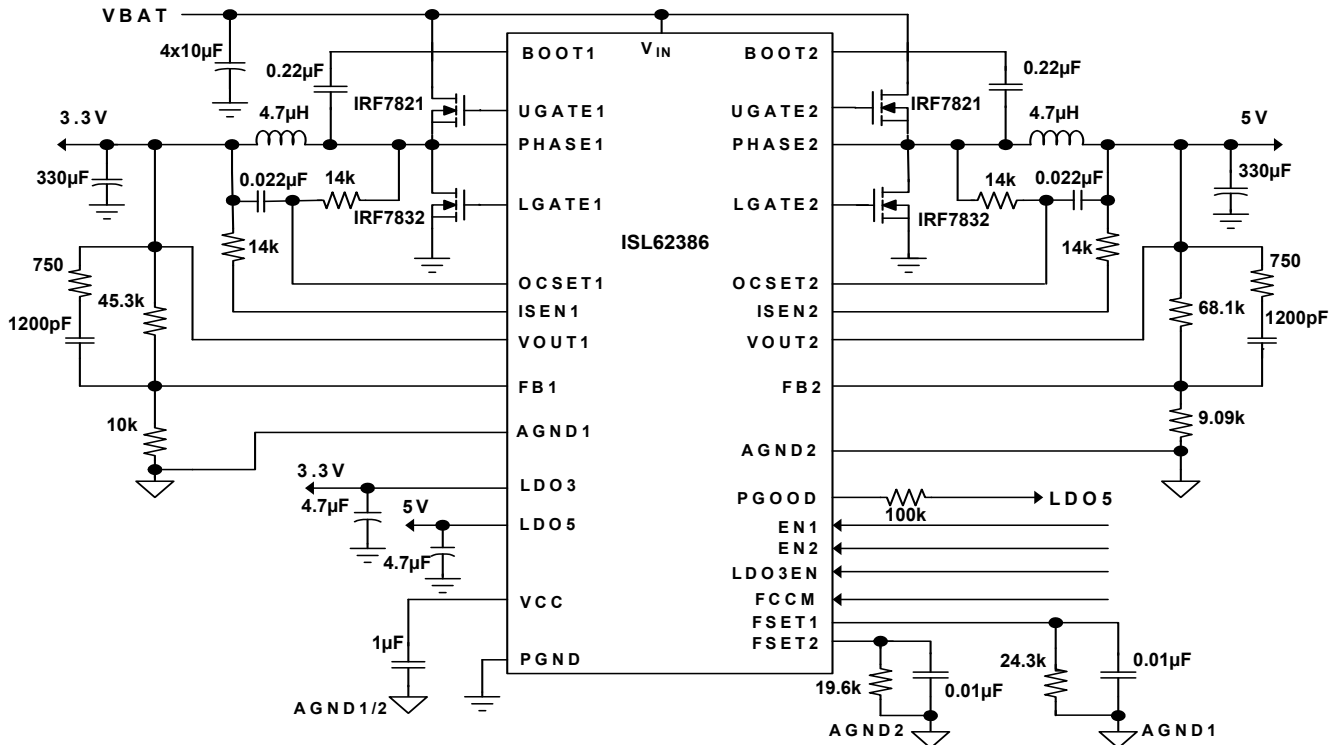 VBAT
4x10µF
0.22µF
IRF7821
4.7µH
3.3V
330µF
0.022µF
14k
IRF7832
14k
750
45.3k
1200pF
10k
3.3V
4.7µF
5V
4.7µF
1µF
AGND1/2
VIN
ISL62386
BOOT1
UGATE1
PHASE1
LGATE1
OCSET1
ISEN1
VOUT1
FB1
AGND1
LDO3
LDO5
VCC
PGND
BOOT2
UGATE2
PHASE2
LGATE2
OCSET2
ISEN2
VOUT2
FB2
AGND2
PGOOD
EN1
EN2
LDO3EN
FCCM
FSET1
FSET2
IRF7821
0.22µF
4.7µH
5V
330µF
14k
0.022µF
IRF7832
14k
750
68.1k
1200pF
9.09k
100k
LDO5
19.6k
0.01µF
AGND2
24.3k
0.01µF
AGND1